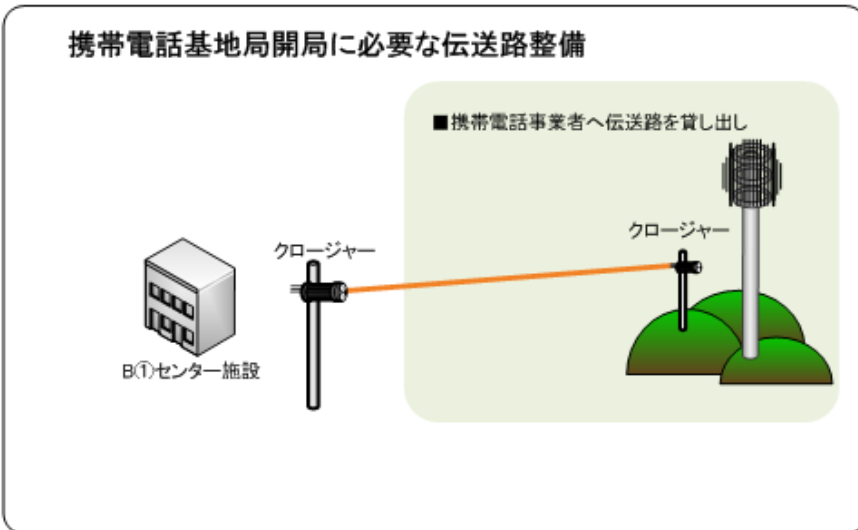 携帯電話基地局開局に必要な伝送路整備
■携帯電話事業者へ伝送路を貸し出し
クロージャー
クロージャー
B①センター施設